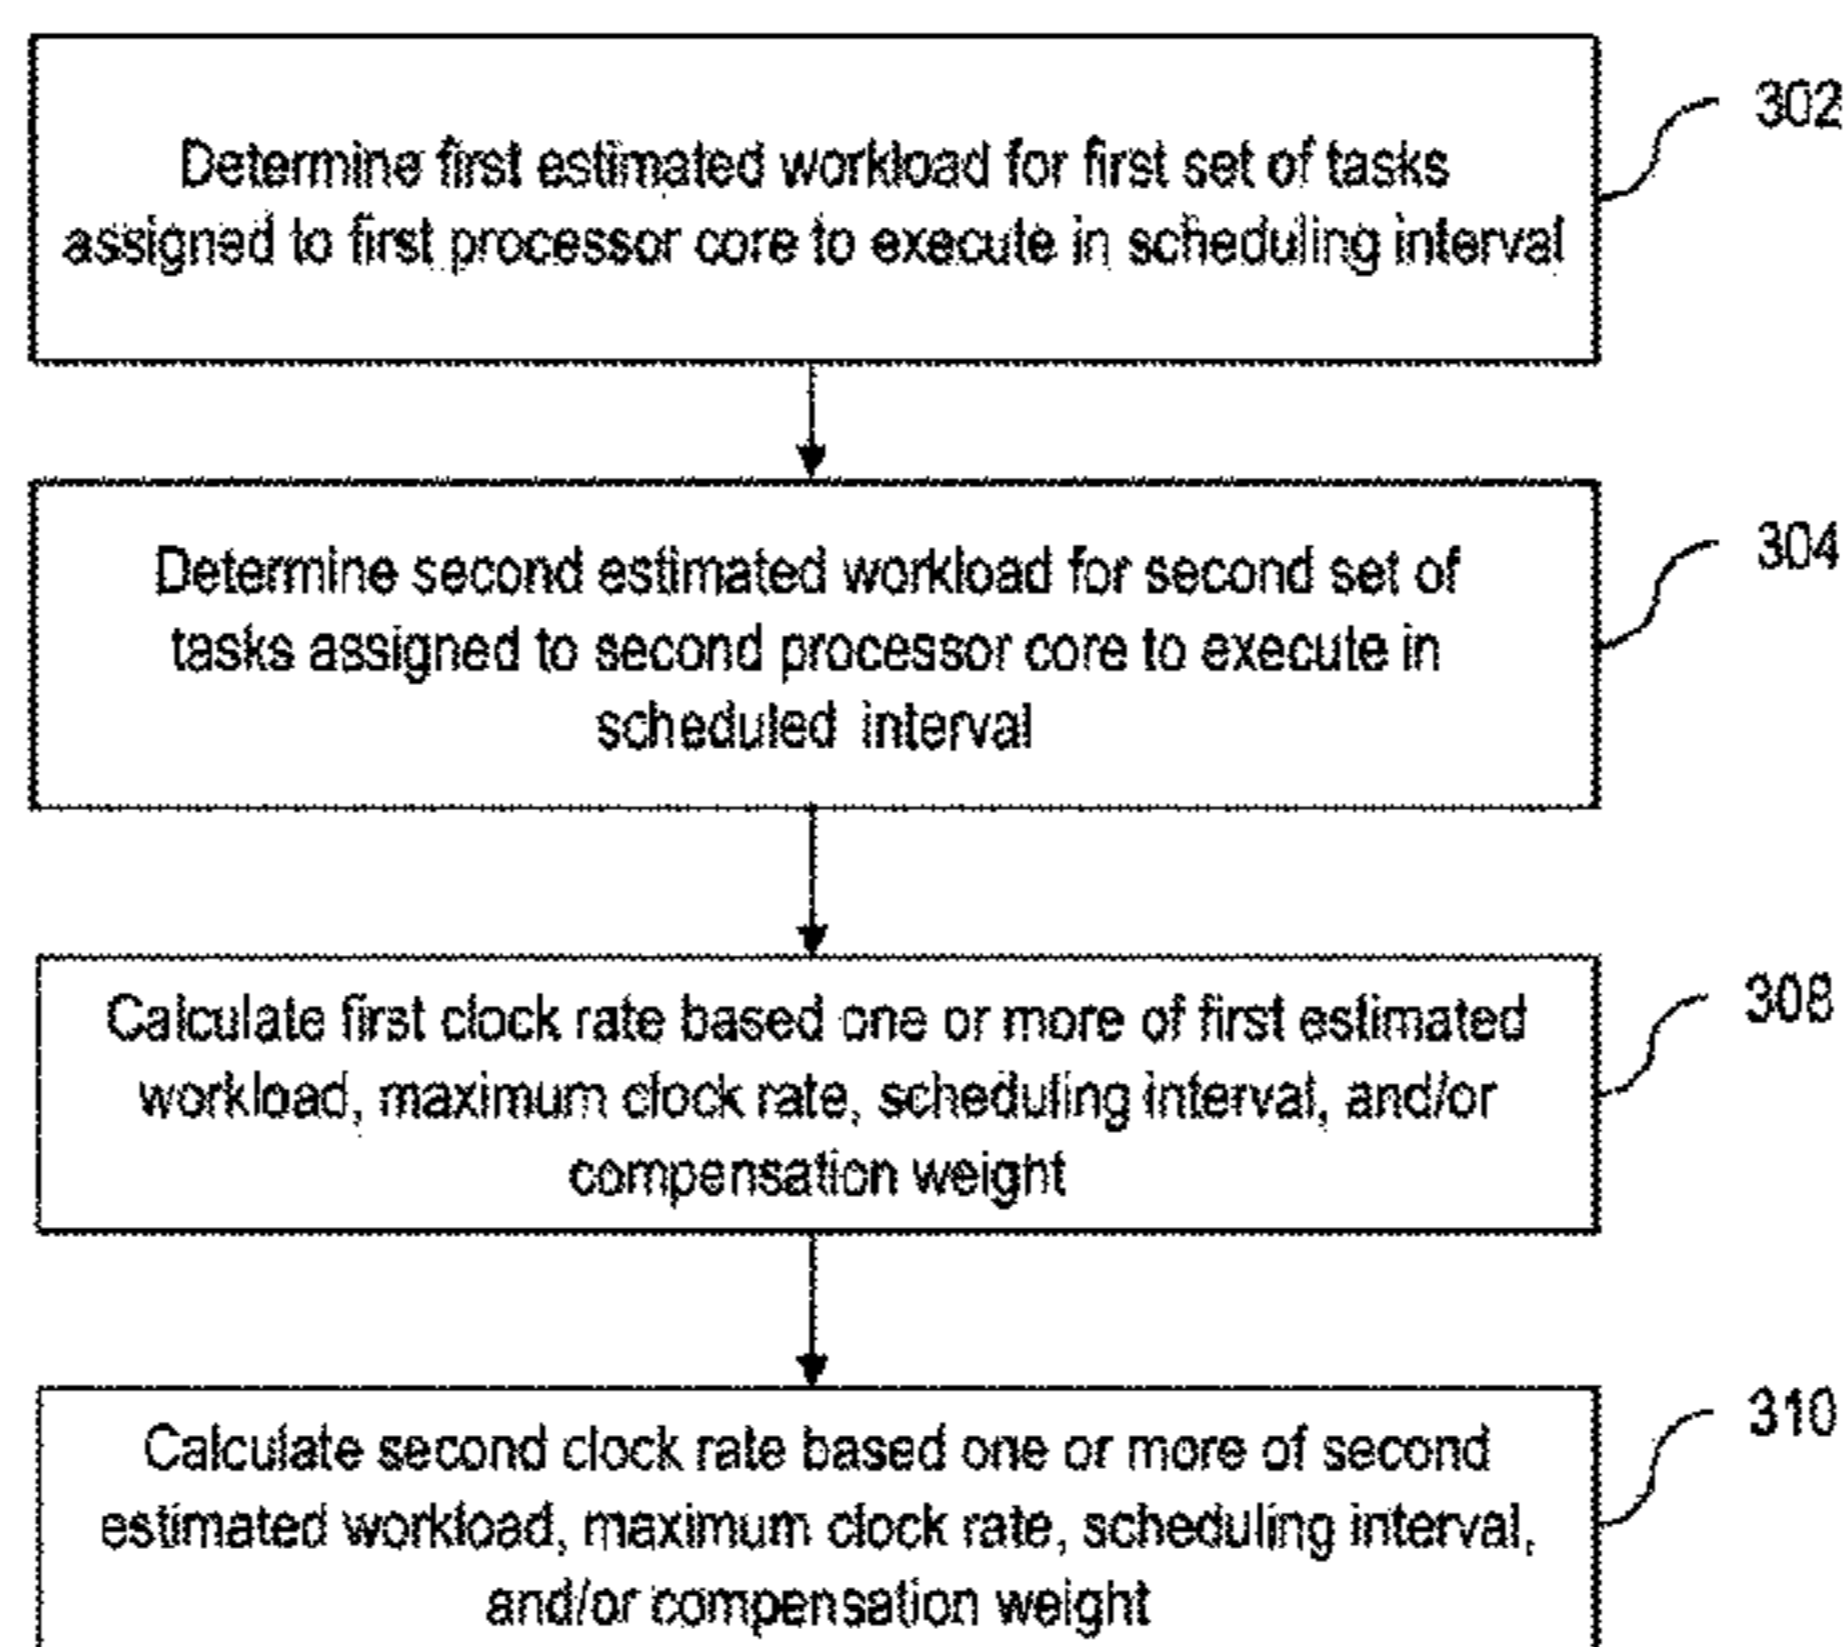 Determine first estimated workload for first set of tasks
assigned to first processor core to execute in scheduling interval
302
Determine second estimated workload for second set of
tasks assigned to second processor core to execute in
scheduled interval
304
Calculate first clock rate based one or more of first estimated
workload, maximum clock rate, scheduling interval, and/or
compensation weight
308
Calculate second clock rate based one or more of second
estimated workload, maximum clock rate, scheduling interval,
and/or compensation weight
310